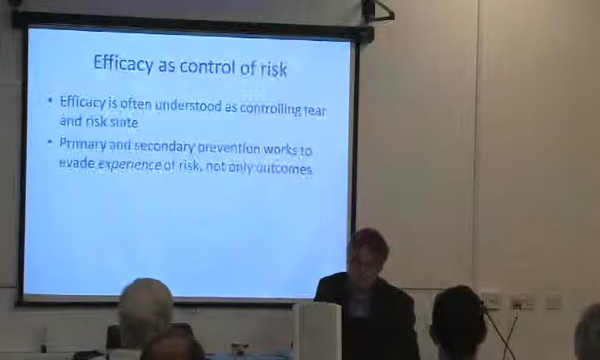 Efficacy as control of risk
• Efficacy is often understood as controlling fear
and risk state
• Primary and secondary prevention works to
evade experience of risk, not only outcomes.